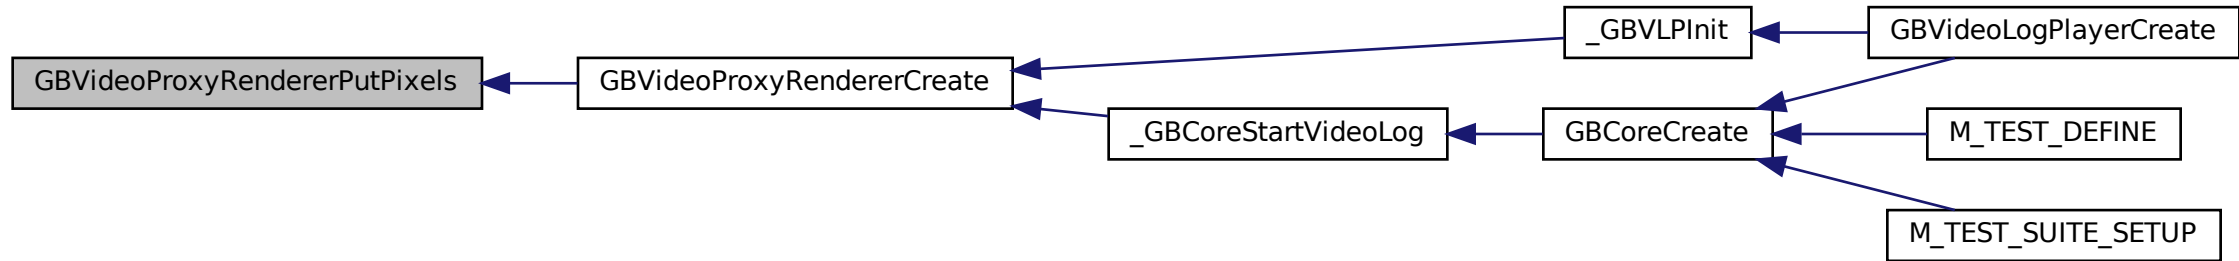 GBVideoProxyRendererPutPixels
GBVideoProxyRendererCreate
_GBVLPInit
GBVideoLogPlayerCreate
_GBCoreStartVideoLog
GBCoreCreate
M_TEST_DEFINE
M_TEST_SUITE_SETUP